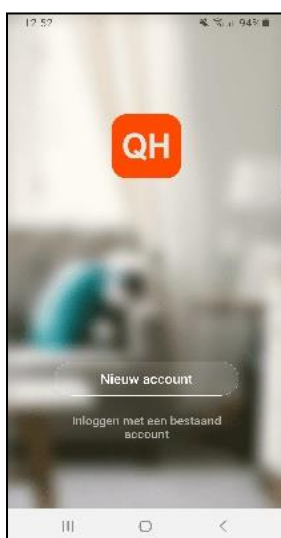 12:52
94%
QH
Nieuw account
Inloggen met een bestaand
account